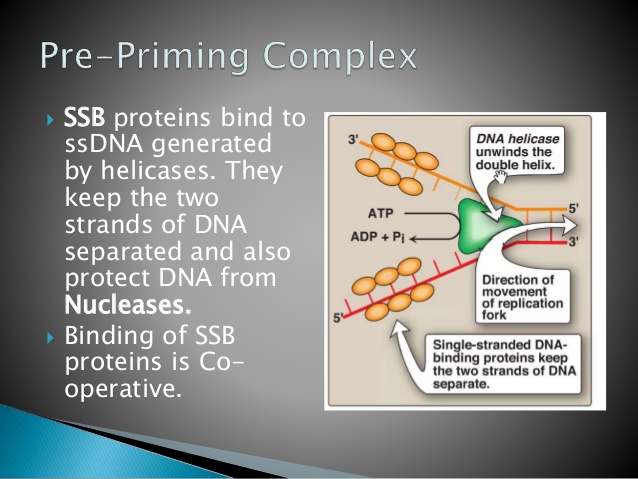 Pre-Priming Complex
SSB proteins bind to
ssDNA generated
by helicases. They
keep the two
strands of DNA
separated and also
protect DNA from
Nucleases.
Binding of SSB
proteins is Co-
operative.
3'
DNA helicase
unwinds the
double helix.
ATP
ADP + Pi
5'
3'
Direction of
movement
of replication
fork
5'
Single-stranded DNA-
binding proteins keep
the two strands of DNA
separate.